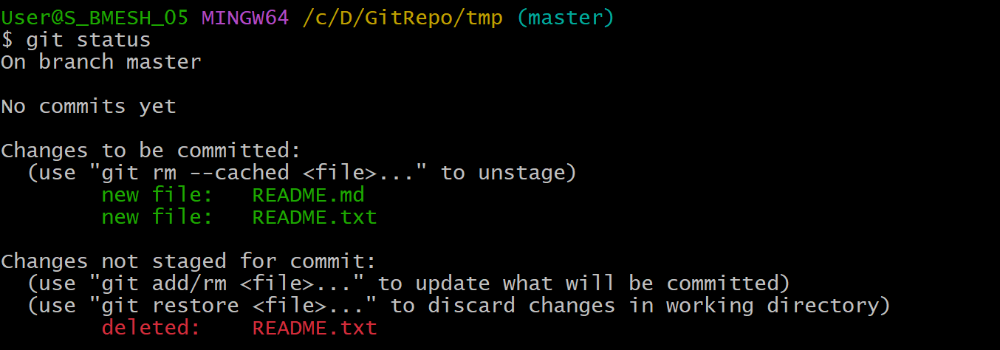 User@S_BMESH_O5 MINGW64 /c/D/GitRepo/tmp (master)
$ git status
On branch master
No commits yet
Changes to be committed:
  (use "git rm --cached <file>..." to unstage)
        new file:   README.md
        new file:   README.txt
Changes not staged for commit:
  (use "git add/rm <file>..." to update what will be committed)
  (use "git restore <file>..." to discard changes in working directory)
        deleted:    README.txt